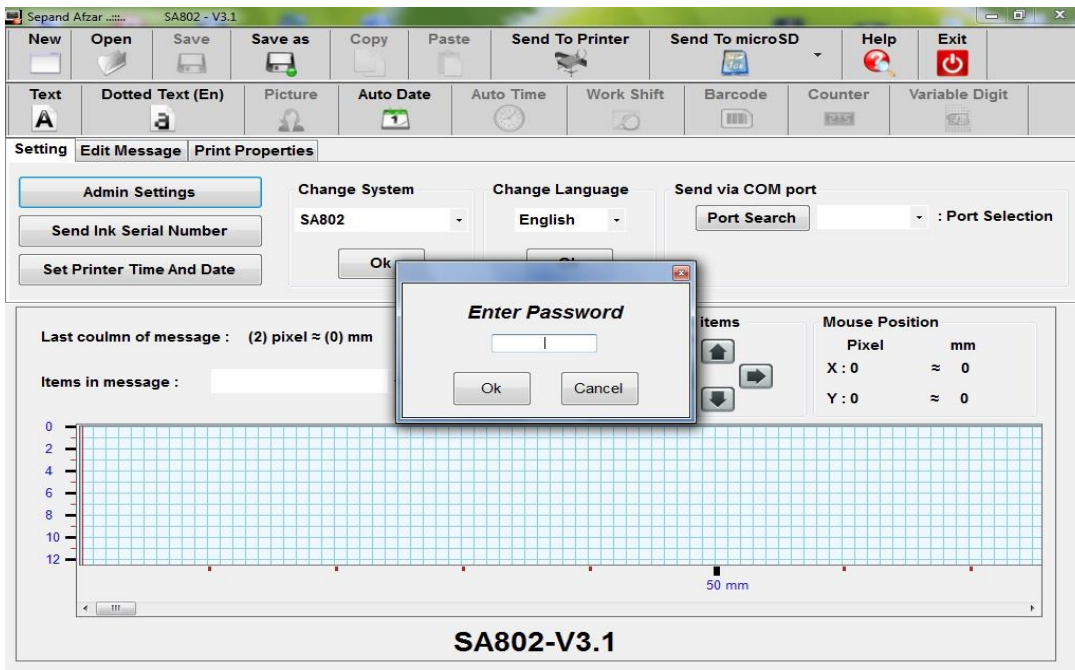 Sepand Afzar ..:::.. SA802 - V3.1
New Open Save Save as Copy Paste Send To Printer Send To microSD Help Exit
Text Dotted Text (En) Picture Auto Date Auto Time Work Shift Barcode Counter Variable Digit
Setting Edit Message Print Properties
Admin Settings
Send Ink Serial Number
Set Printer Time And Date
Change System
SA802
Ok
Change Language
English
Send via COM port
Port Search : Port Selection
Enter Password
Ok Cancel
Last coulmn of message : (2) pixel ≈ (0) mm
Items in message :
items
Mouse Position
Pixel mm
X : 0 ≈ 0
Y : 0 ≈ 0
0
2
4
6
8
10
12
50 mm
SA802-V3.1